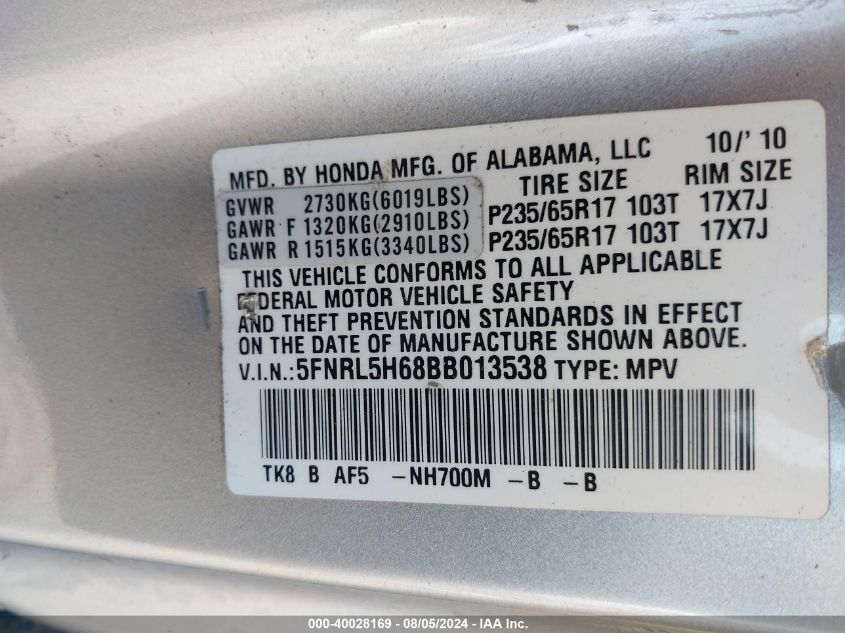 MFD. BY HONDA MFG. OF ALABAMA, LLC 10/'10
GVWR 2730KG(6019LBS) TIRE SIZE RIM SIZE
GAWR F 1320KG(2910LBS) P235/65R17 103T 17X7J
GAWR R 1515KG(3340LBS) P235/65R17 103T 17X7J
THIS VEHICLE CONFORMS TO ALL APPLICABLE
DERAL MOTOR VEHICLE SAFETY
AND THEFT PREVENTION STANDARDS IN EFFECT
ON THE DATE OF MANUFACTURE SHOWN ABOVE.
V.I.N.: 5FNRL5H68BB013538 TYPE: MPV
TK8 B AF5 -NH700M -B -B
000-40028169 - 08/05/2024 - IAA Inc.